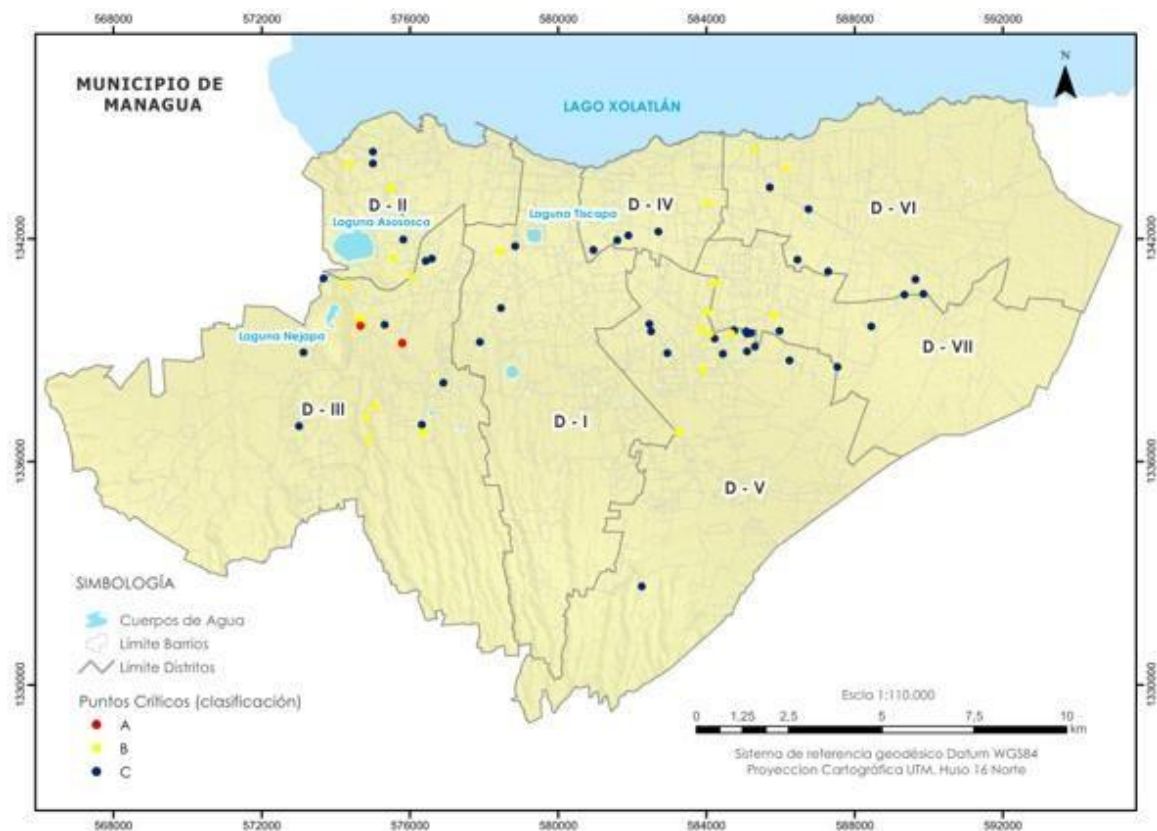 568000 572000 576000 580000 584000 588000 592000
MUNICIPIO DE
MANAGUA
N
LAGO XOLATLÁN
D - II
Laguna Asososca
Laguna Tiscapa
D - IV
D - VI
1342000
1342000
Laguna Nejapa
D - VII
D - III
D - I
1336000
1336000
D - V
SIMBOLOGÍA
Cuerpos de Agua
Límite Barrios
Límite Distritos
Puntos Críticos (clasificación)
A
B
C
1330000
1330000
Escla 1:110.000
0 1,25 2,5 5 7,5 10
km
Sistema de referencia geodésico Datum WGS84
Proyeccion Cartográfica UTM. Huso 16 Norte
568000 572000 576000 580000 584000 588000 592000